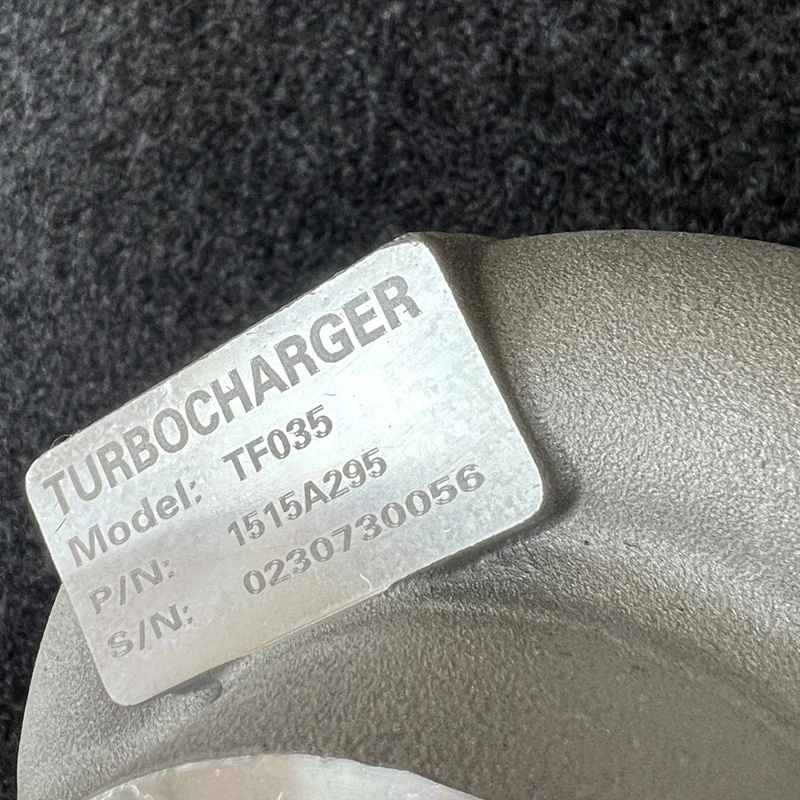 TURBOCHARGER
Model: TF035
P/N: 1515A295
S/N: 0230730056